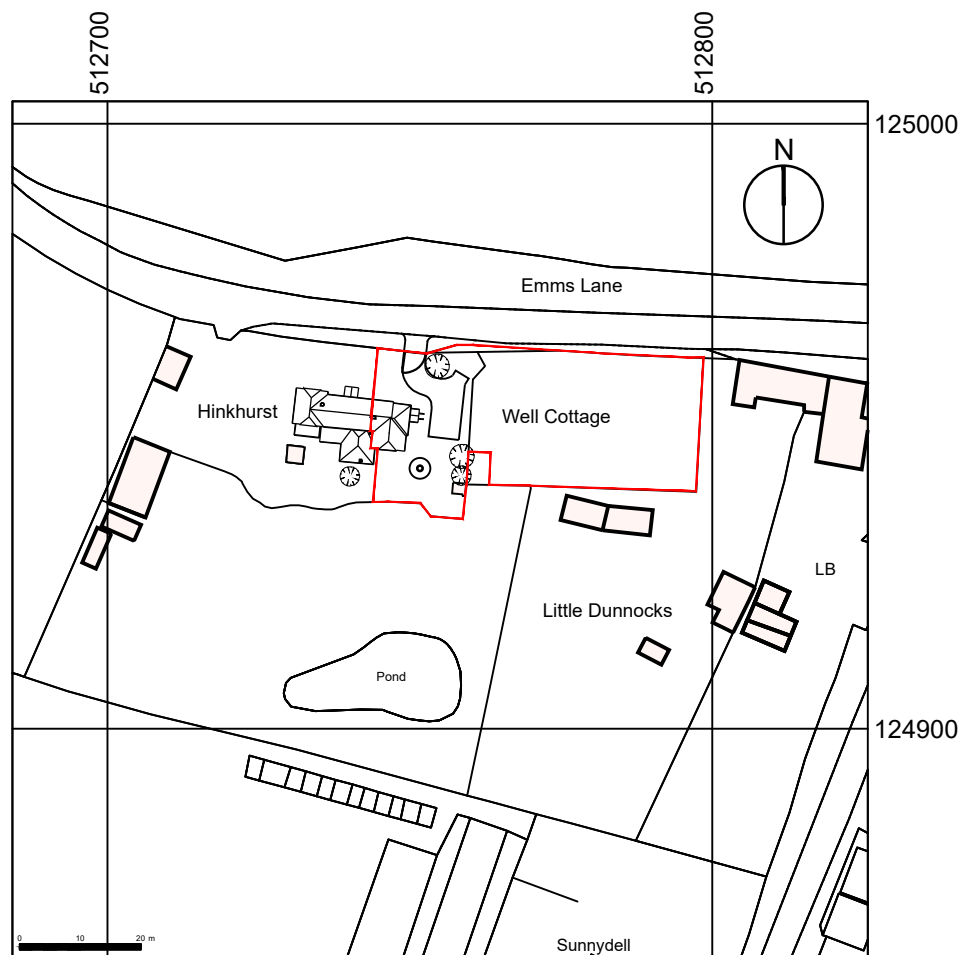 512700
512800
125000
N
Emms Lane
Hinkhurst
Well Cottage
LB
Little Dunnocks
Pond
124900
0 10 20 m
Sunnydell